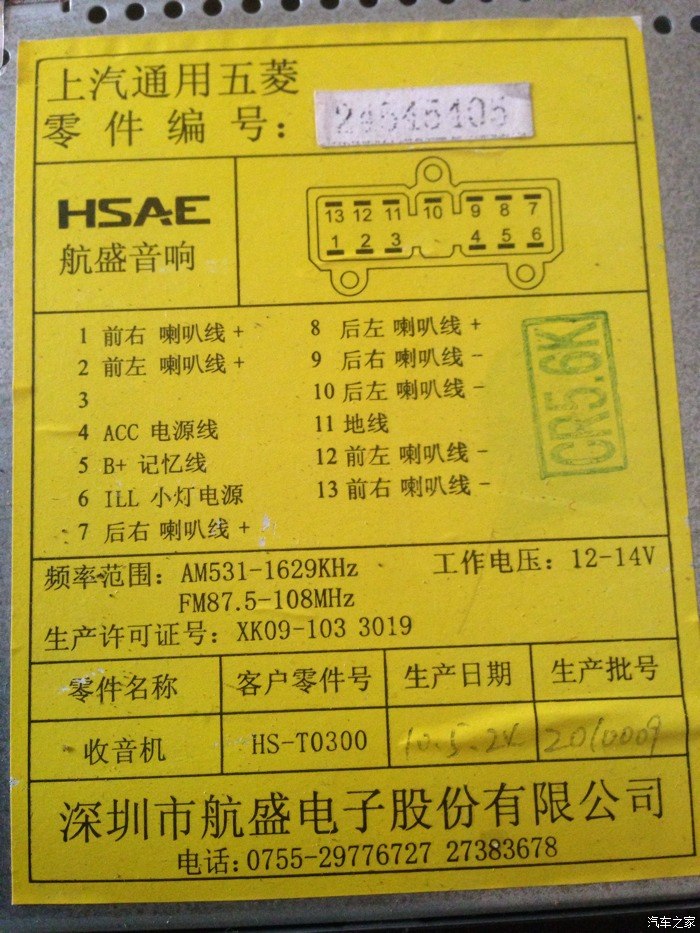 上汽通用五菱
零件编号：
24545105
HSAE
航盛音响
13 12 11 10 9 8 7
1 2 3 4 5 6
1 前右 喇叭线 +
2 前左 喇叭线 +
3
4 ACC 电源线
5 B+ 记忆线
6 ILL 小灯电源
7 后右 喇叭线 +
8 后左 喇叭线 +
9 后右 喇叭线 -
10 后左 喇叭线 -
11 地线
12 前左 喇叭线 -
13 前右 喇叭线 -
CR5.6K
频率范围：AM531-1629KHz
FM87.5-108MHz
工作电压：12-14V
生产许可证号：XK09-103 3019
零件名称 客户零件号 生产日期 生产批号
收音机 HS-T0300 10.5.24 2010009
深圳市航盛电子股份有限公司
电话:0755-29776727 27383678
汽车之家